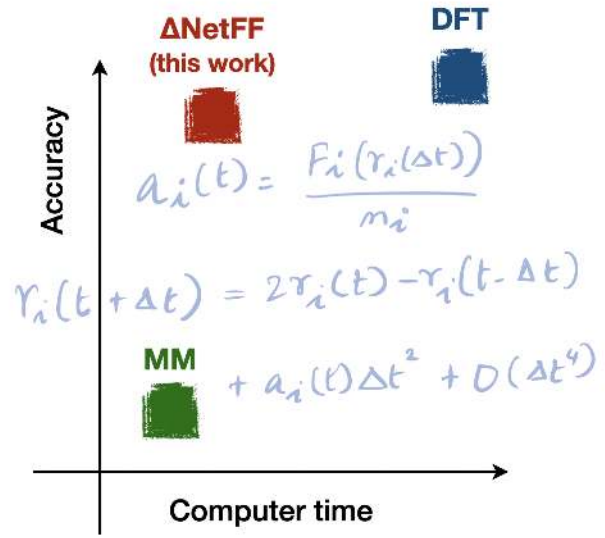 ΔNetFF
(this work)
DFT
Accuracy
a_i(t) = F_i(r_i(Δt)) / m_i
r_i(t + Δt) = 2r_i(t) - r_i(t - Δt)
MM
+ a_i(t)Δt² + O(Δt⁴)
Computer time